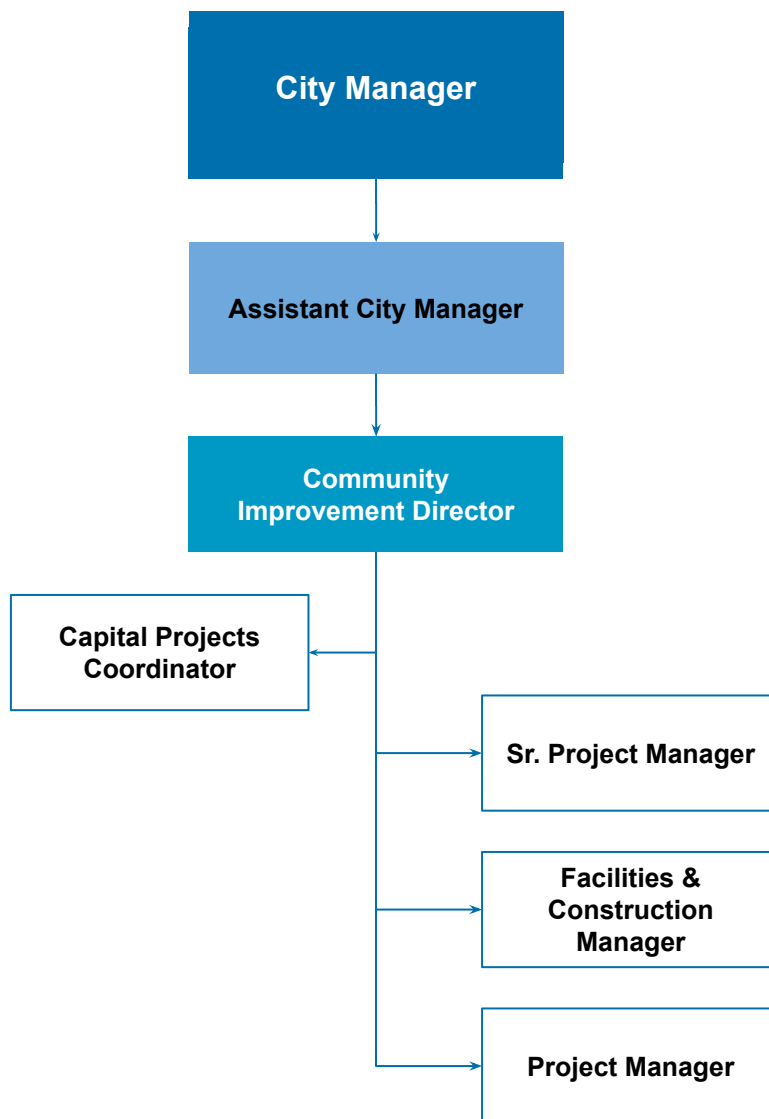 City Manager
Assistant City Manager
Community
Improvement Director
Capital Projects
Coordinator
Sr. Project Manager
Facilities &
Construction
Manager
Project Manager